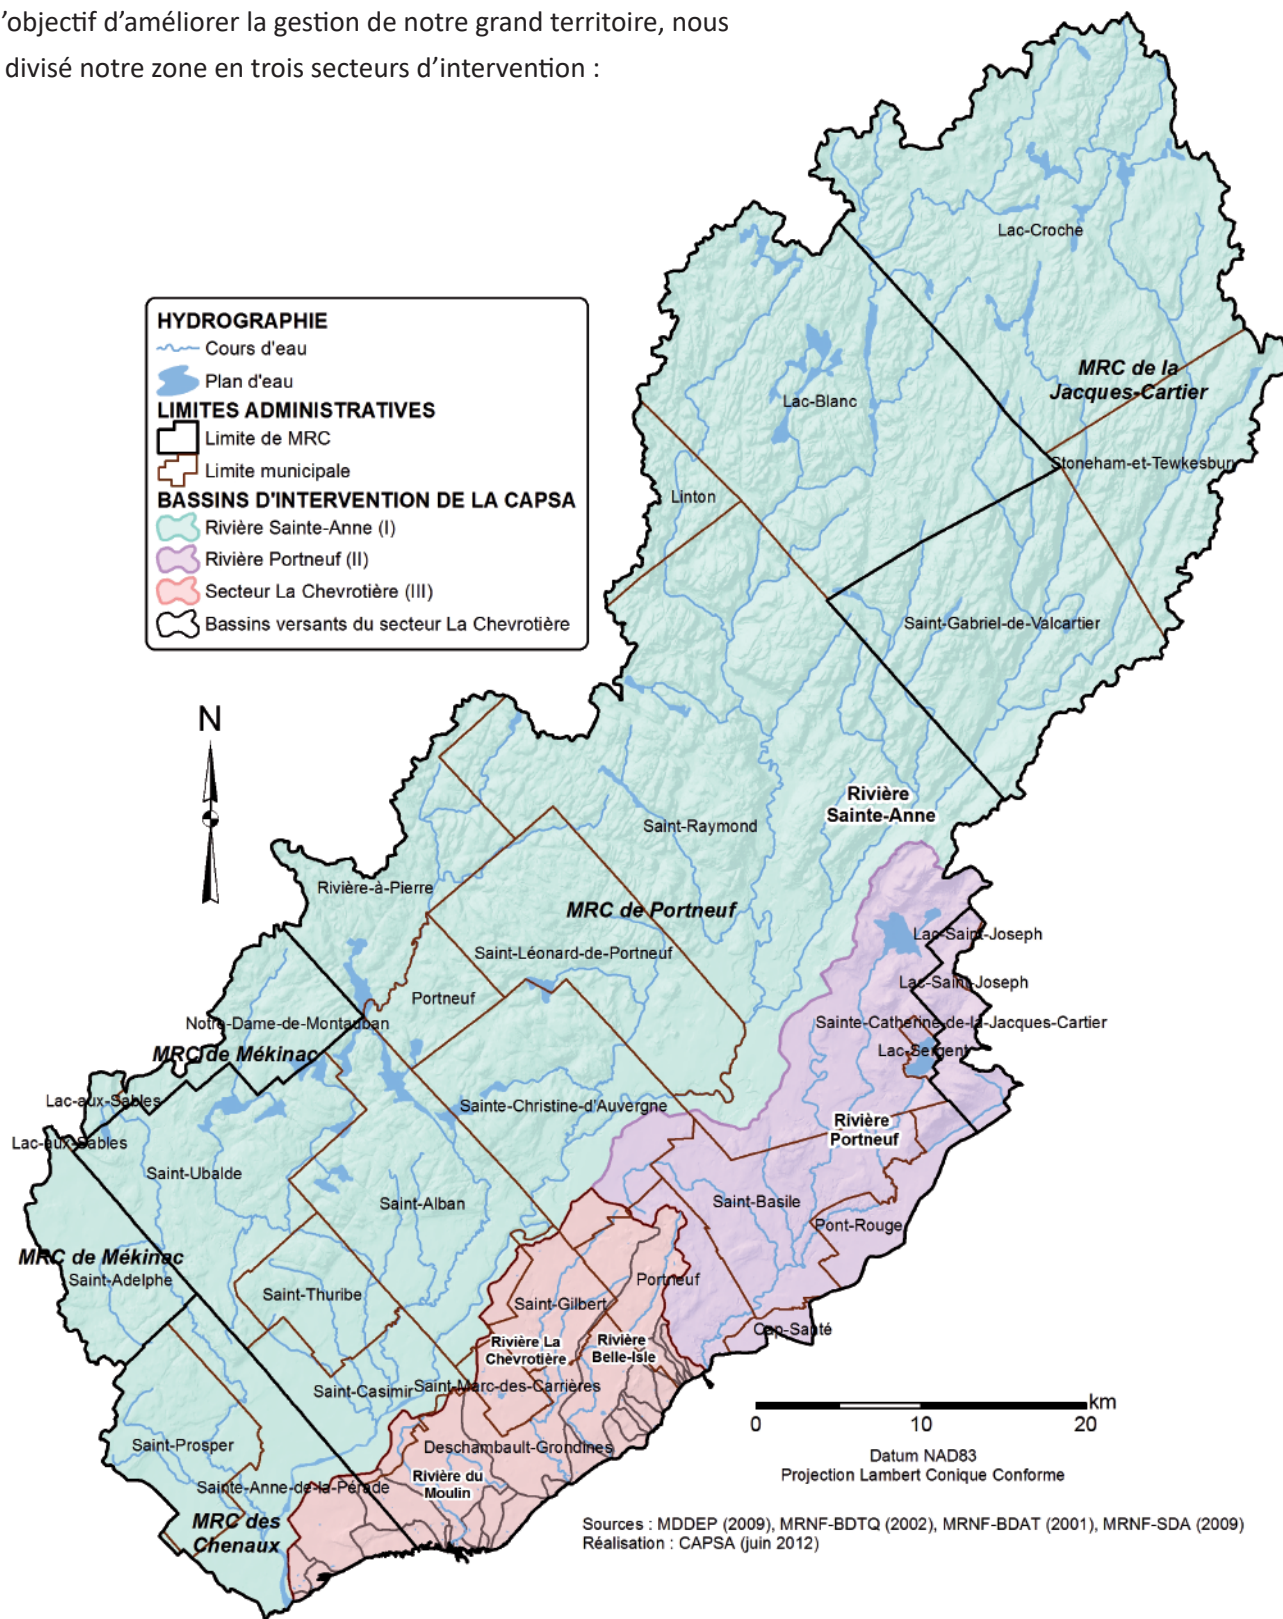 ’objectif d’améliorer la gestion de notre grand territoire, nous
divisé notre zone en trois secteurs d’intervention :
Lac-Croche
HYDROGRAPHIE
Cours d'eau
Plan d'eau
LIMITES ADMINISTRATIVES
Limite de MRC
Limite municipale
BASSINS D'INTERVENTION DE LA CAPSA
Rivière Sainte-Anne (I)
Rivière Portneuf (II)
Secteur La Chevrotière (III)
Bassins versants du secteur La Chevrotière
MRC de la
Jacques-Cartier
Lac-Blanc
Stoneham-et-Tewkesbury
Linton
Saint-Gabriel-de-Valcartier
N
Rivière
Sainte-Anne
Saint-Raymond
Rivière-à-Pierre
MRC de Portneuf
Lac-Saint-Joseph
Saint-Léonard-de-Portneuf
Lac-Saint-Joseph
Portneuf
Notre-Dame-de-Montauban
Sainte-Catherine-de-la-Jacques-Cartier
MRC de Mékinac
Lac-Sergent
Lac-aux-Sables
Sainte-Christine-d'Auvergne
Rivière
Portneuf
Lac-aux-Sables
Saint-Ubalde
Saint-Alban
Saint-Basile
Pont-Rouge
MRC de Mékinac
Saint-Adelphe
Portneuf
Saint-Thuribe
Saint-Gilbert
Cap-Santé
Rivière La
Chevrotière
Rivière
Belle-Isle
Saint-Casimir
Saint-Marc-des-Carrières
km
0 10 20
Saint-Prosper
Deschambault-Grondines
Datum NAD83
Projection Lambert Conique Conforme
Sainte-Anne-de-la-Pérade
Rivière du
Moulin
MRC des
Chenaux
Sources : MDDEP (2009), MRNF-BDTQ (2002), MRNF-BDAT (2001), MRNF-SDA (2009)
Réalisation : CAPSA (juin 2012)